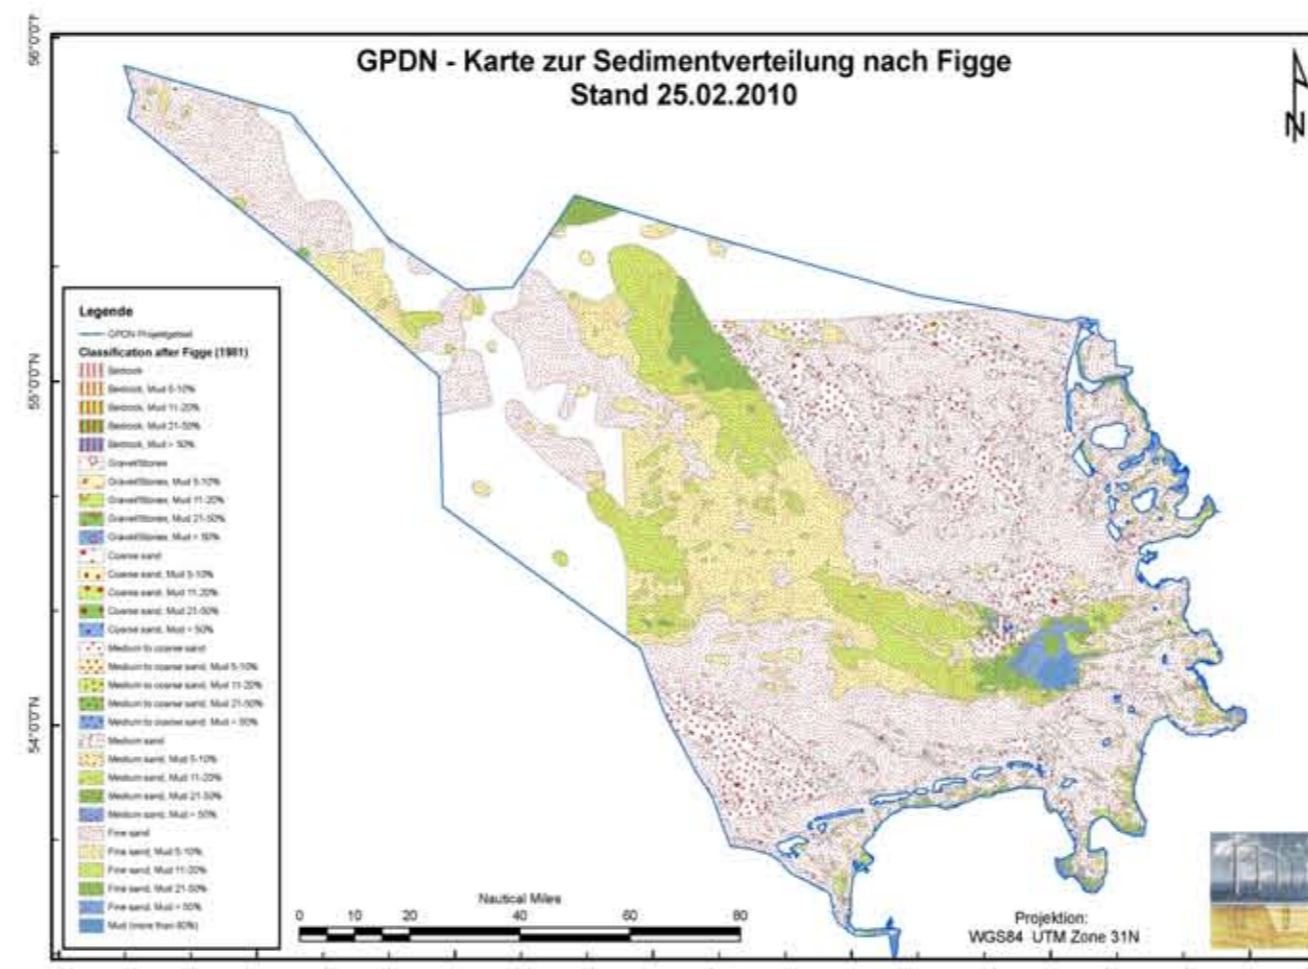 GPDN - Karte zur Sedimentverteilung nach Figge
Stand 25.02.2010
N
56°0'0"N
55°0'0"N
54°0'0"N
Legende
GPDN Projektgebiet
Classification after Figge (1981)
Bedrock
Bedrock, Mud 5-10%
Bedrock, Mud 11-20%
Bedrock, Mud 21-50%
Bedrock, Mud > 50%
Gravel/Stones
Gravel/Stones, Mud 5-10%
Gravel/Stones, Mud 11-20%
Gravel/Stones, Mud 21-50%
Gravel/Stones, Mud > 50%
Coarse sand
Coarse sand, Mud 5-10%
Coarse sand, Mud 11-20%
Coarse sand, Mud 21-50%
Coarse sand, Mud > 50%
Medium to coarse sand
Medium to coarse sand, Mud 5-10%
Medium to coarse sand, Mud 11-20%
Medium to coarse sand, Mud 21-50%
Medium to coarse sand, Mud > 50%
Medium sand
Medium sand, Mud 5-10%
Medium sand, Mud 11-20%
Medium sand, Mud 21-50%
Medium sand, Mud > 50%
Fine sand
Fine sand, Mud 5-10%
Fine sand, Mud 11-20%
Fine sand, Mud 21-50%
Fine sand, Mud > 50%
Mud (more than 80%)
Nautical Miles
0 10 20 40 60 80
Projektion:
WGS84 UTM Zone 31N